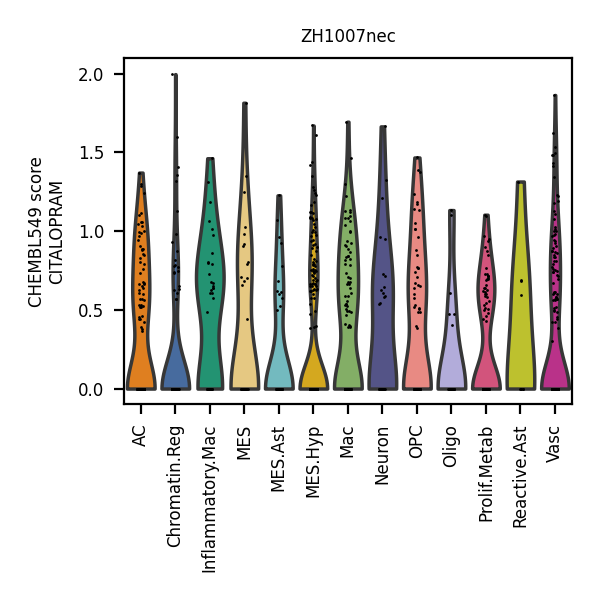 ZH1007nec
CHEMBL549 score
CITALOPRAM
2.0
1.5
1.0
0.5
0.0
AC
Chromatin.Reg
Inflammatory.Mac
MES
MES.Ast
MES.Hyp
Mac
Neuron
OPC
Oligo
Prolif.Metab
Reactive.Ast
Vasc